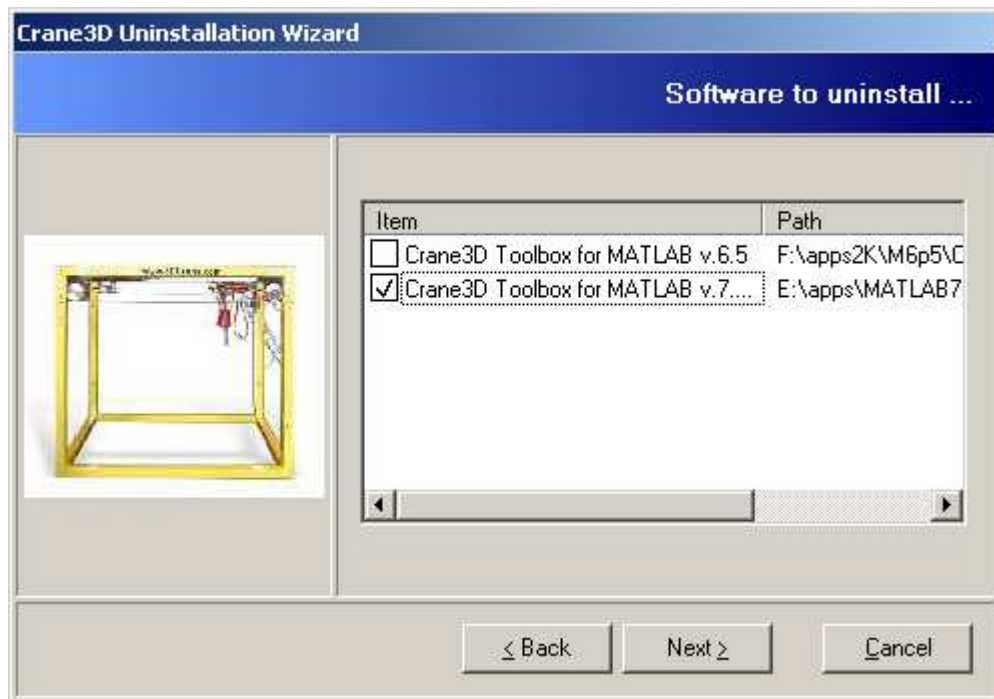 Crane3D Uninstallation Wizard
Software to uninstall ...
Item Path
Crane3D Toolbox for MATLAB v.6.5 F:\apps2K\M6p5\C
Crane3D Toolbox for MATLAB v.7.... E:\apps\MATLAB7
< Back Next > Cancel